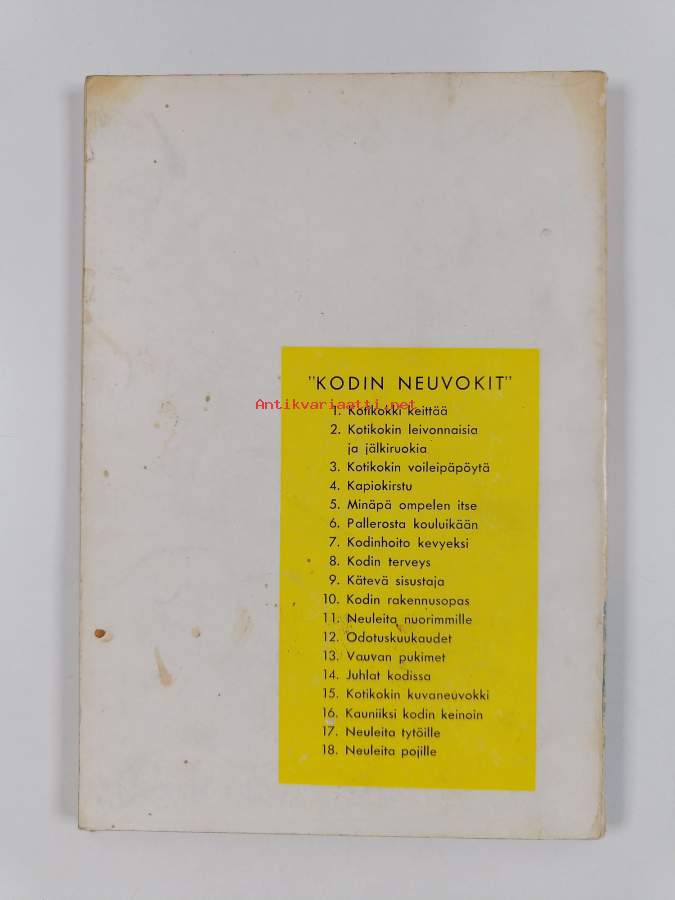 "KODIN NEUVOKIT"
Antikvariaatti.net
1. Kotikokki keittää
2. Kotikokin leivonnaisia
ja jälkiruokia
3. Kotikokin voileipäpöytä
4. Kapiokirstu
5. Minäpä ompelen itse
6. Pallerosta kouluikään
7. Kodinhoito kevyeksi
8. Kodin terveys
9. Kätevä sisustaja
10. Kodin rakennusopas
11. Neuleita nuorimmille
12. Odotuskuukaudet
13. Vauvan pukimet
14. Juhlat kodissa
15. Kotikokin kuvaneuvokki
16. Kauniiksi kodin keinoin
17. Neuleita tytöille
18. Neuleita pojille